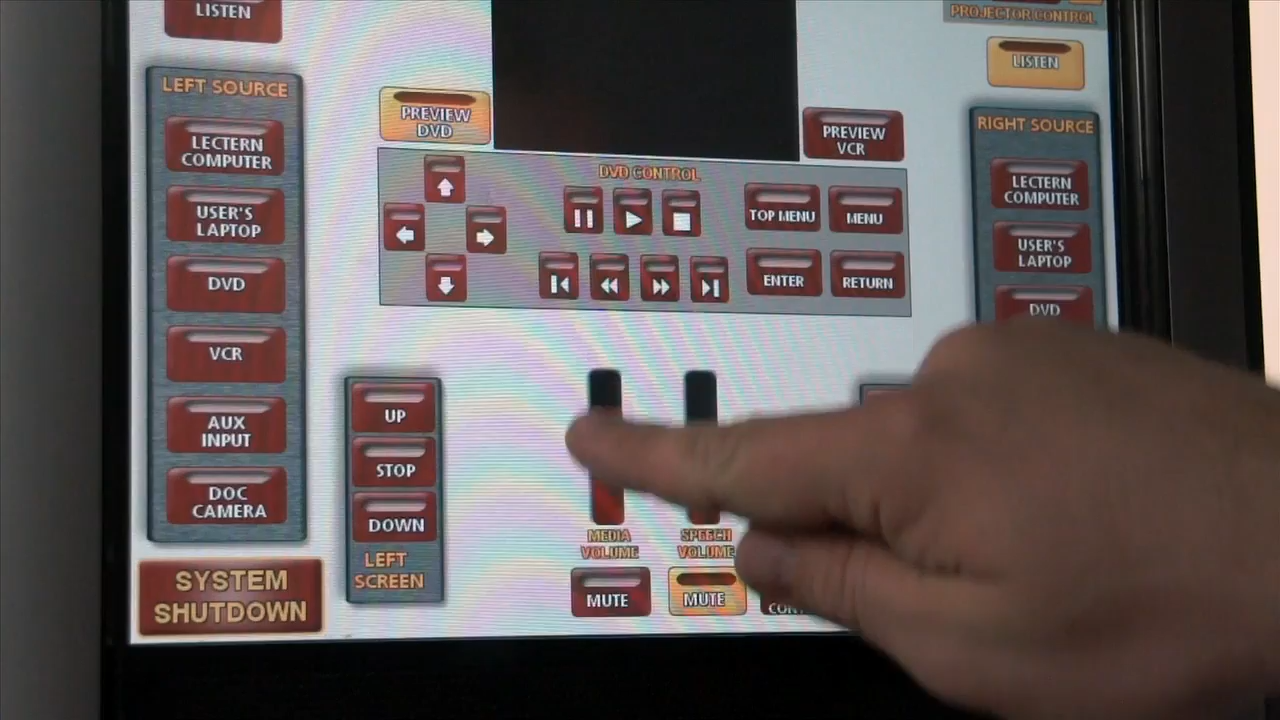 LISTEN
LEFT SOURCE
LECTERN
COMPUTER
USER'S
LAPTOP
DVD
VCR
AUX
INPUT
DOC
CAMERA
SYSTEM
SHUTDOWN
UP
STOP
DOWN
LEFT
SCREEN
PREVIEW
DVD
DVD CONTROL
TOP MENU
MENU
ENTER
RETURN
PREVIEW
VCR
MEDIA
VOLUME
MUTE
SPEECH
VOLUME
MUTE
PROJECTOR CONTROL
LISTEN
RIGHT SOURCE
LECTERN
COMPUTER
USER'S
LAPTOP
DVD